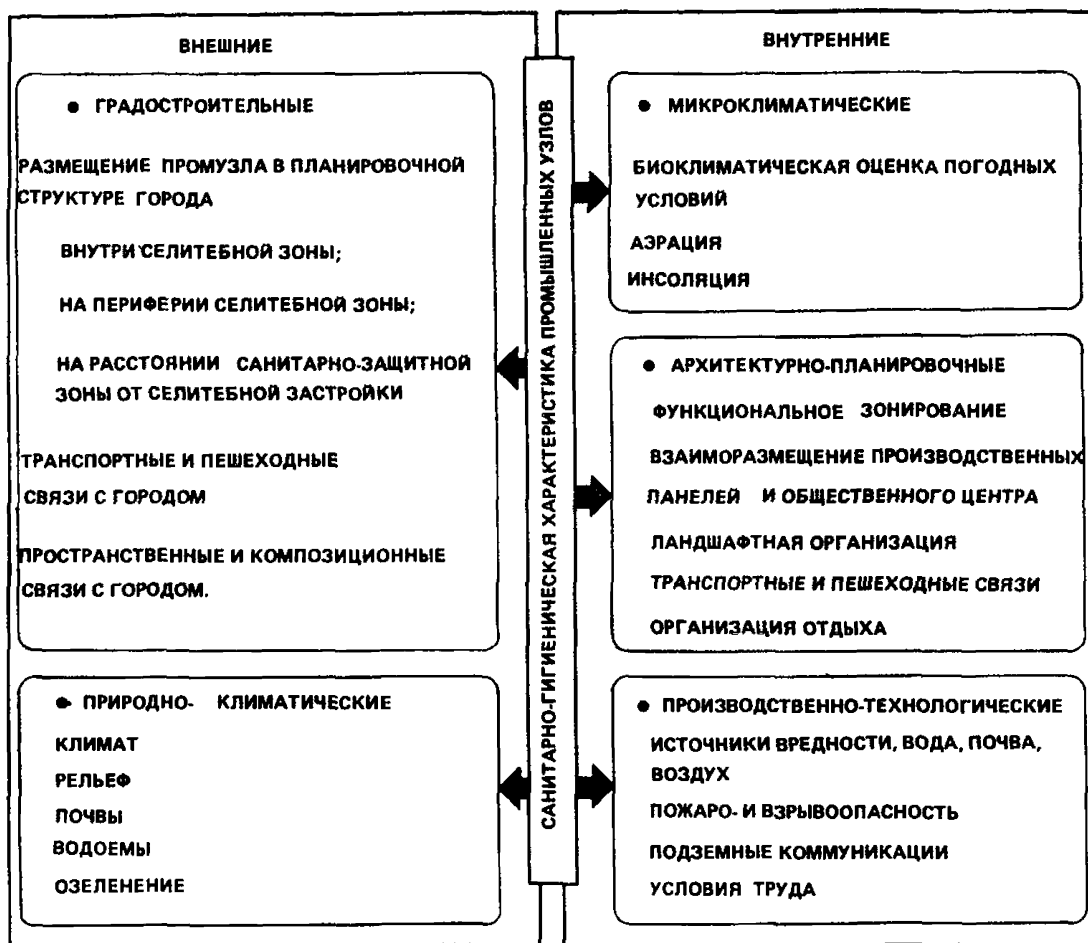 ВНЕШНИЕ
• ГРАДОСТРОИТЕЛЬНЫЕ
РАЗМЕЩЕНИЕ ПРОМУЗЛА В ПЛАНИРОВОЧНОЙ
СТРУКТУРЕ ГОРОДА
ВНУТРИ СЕЛИТЕБНОЙ ЗОНЫ;
НА ПЕРИФЕРИИ СЕЛИТЕБНОЙ ЗОНЫ;
НА РАССТОЯНИИ САНИТАРНО-ЗАЩИТНОЙ
ЗОНЫ ОТ СЕЛИТЕБНОЙ ЗАСТРОЙКИ
ТРАНСПОРТНЫЕ И ПЕШЕХОДНЫЕ
СВЯЗИ С ГОРОДОМ
ПРОСТРАНСТВЕННЫЕ И КОМПОЗИЦИОННЫЕ
СВЯЗИ С ГОРОДОМ.
• ПРИРОДНО- КЛИМАТИЧЕСКИЕ
КЛИМАТ
РЕЛЬЕФ
ПОЧВЫ
ВОДОЕМЫ
ОЗЕЛЕНЕНИЕ
САНИТАРНО-ГИГИЕНИЧЕСКАЯ ХАРАКТЕРИСТИКА ПРОМЫШЛЕННЫХ УЗЛОВ
ВНУТРЕННИЕ
• МИКРОКЛИМАТИЧЕСКИЕ
БИОКЛИМАТИЧЕСКАЯ ОЦЕНКА ПОГОДНЫХ
УСЛОВИЙ
АЭРАЦИЯ
ИНСОЛЯЦИЯ
• АРХИТЕКТУРНО-ПЛАНИРОВОЧНЫЕ
ФУНКЦИОНАЛЬНОЕ ЗОНИРОВАНИЕ
ВЗАИМОРАЗМЕЩЕНИЕ ПРОИЗВОДСТВЕННЫХ
ПАНЕЛЕЙ И ОБЩЕСТВЕННОГО ЦЕНТРА
ЛАНДШАФТНАЯ ОРГАНИЗАЦИЯ
ТРАНСПОРТНЫЕ И ПЕШЕХОДНЫЕ СВЯЗИ
ОРГАНИЗАЦИЯ ОТДЫХА
• ПРОИЗВОДСТВЕННО-ТЕХНОЛОГИЧЕСКИЕ
ИСТОЧНИКИ ВРЕДНОСТИ, ВОДА, ПОЧВА,
ВОЗДУХ
ПОЖАРО- И ВЗРЫВООПАСНОСТЬ
ПОДЗЕМНЫЕ КОММУНИКАЦИИ
УСЛОВИЯ ТРУДА